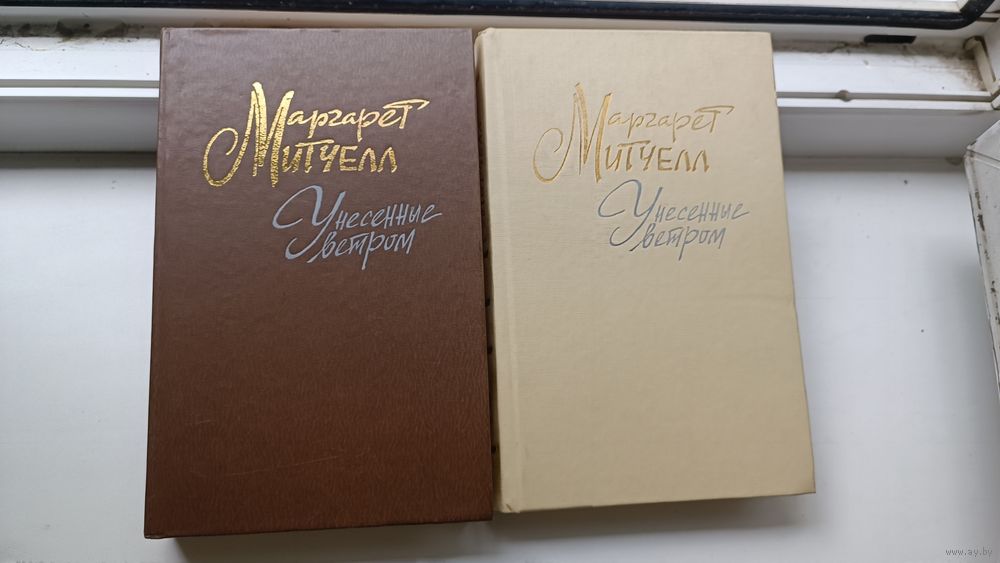 Маргарет
Митчелл
Унесенные
ветром
Маргарет
Митчелл
Унесенные
ветром
www.ay.by